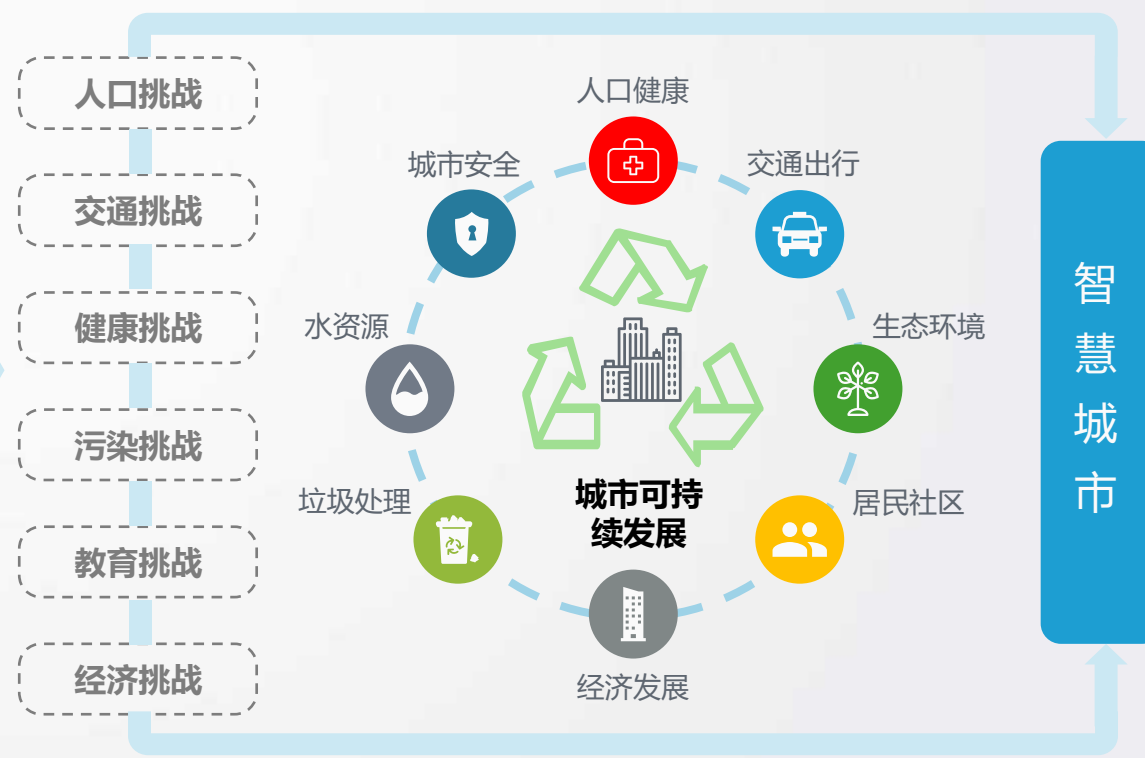 人口挑战
交通挑战
健康挑战
污染挑战
教育挑战
经济挑战
人口健康
城市安全
交通出行
水资源
生态环境
垃圾处理
居民社区
城市可持
续发展
经济发展
智
慧
城
市